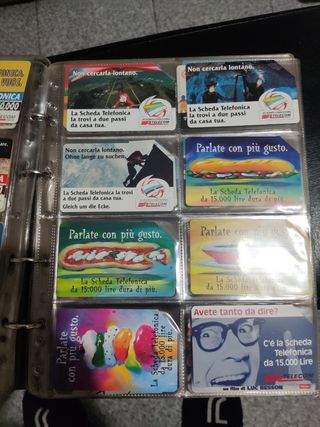 Non cercarla lontano.
La Scheda Telefonica
la trovi a due passi
da casa tua.
TELECOM
Non cercarla lontano.
La Scheda Telefonica
la trovi a due passi
da casa tua.
TELECOM
Non cercarla lontano.
Ohne lange zu suchen.
La Scheda Telefonica la trovi
a due passi da casa tua.
Gleich um die Ecke.
TELECOM
Parlate con più gusto.
La Scheda Telefonica
da 15.000 lire dura di più.
Parlate con più gusto.
La Scheda Telefonica
da 15.000 lire dura di più.
Parlate con più gusto.
La Scheda Telefonica
da 15.000 lire dura di più.
Parlate
con più gusto.
La Scheda
Telefonica
da 15.000 lire
dura di più.
Avete tanto da dire?
C'è la Scheda
Telefonica
da 15.000 Lire
TELECOM
un film di LUC BESSON